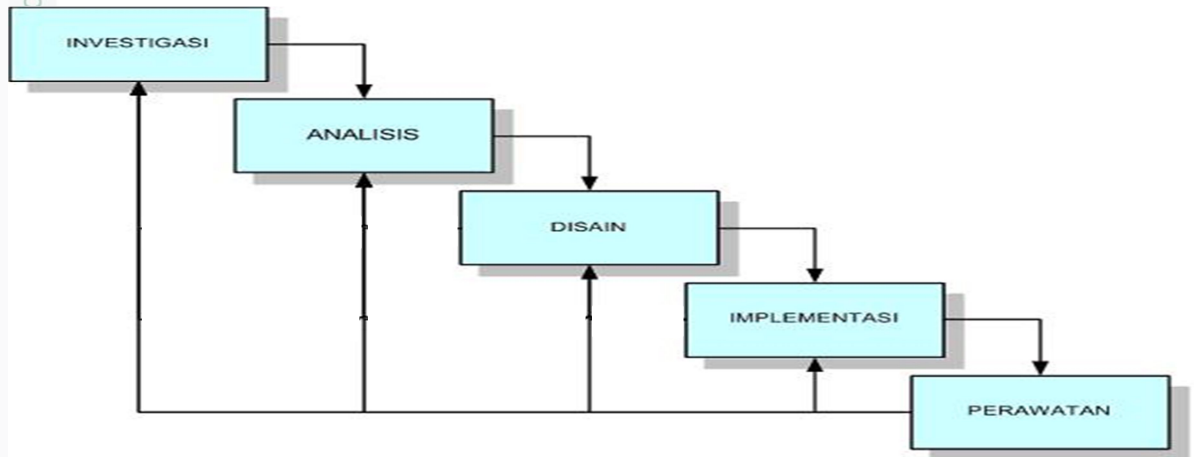 INVESTIGASI
ANALISIS
DISAIN
IMPLEMENTASI
PERAWATAN